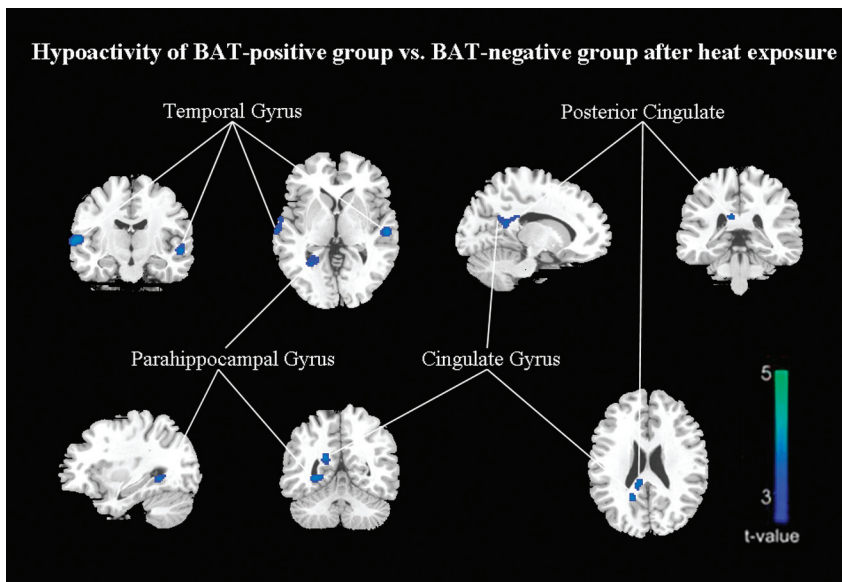 Hypoactivity of BAT-positive group vs. BAT-negative group after heat exposure
Temporal Gyrus
Posterior Cingulate
Parahippocampal Gyrus
Cingulate Gyrus
5
3
t-value